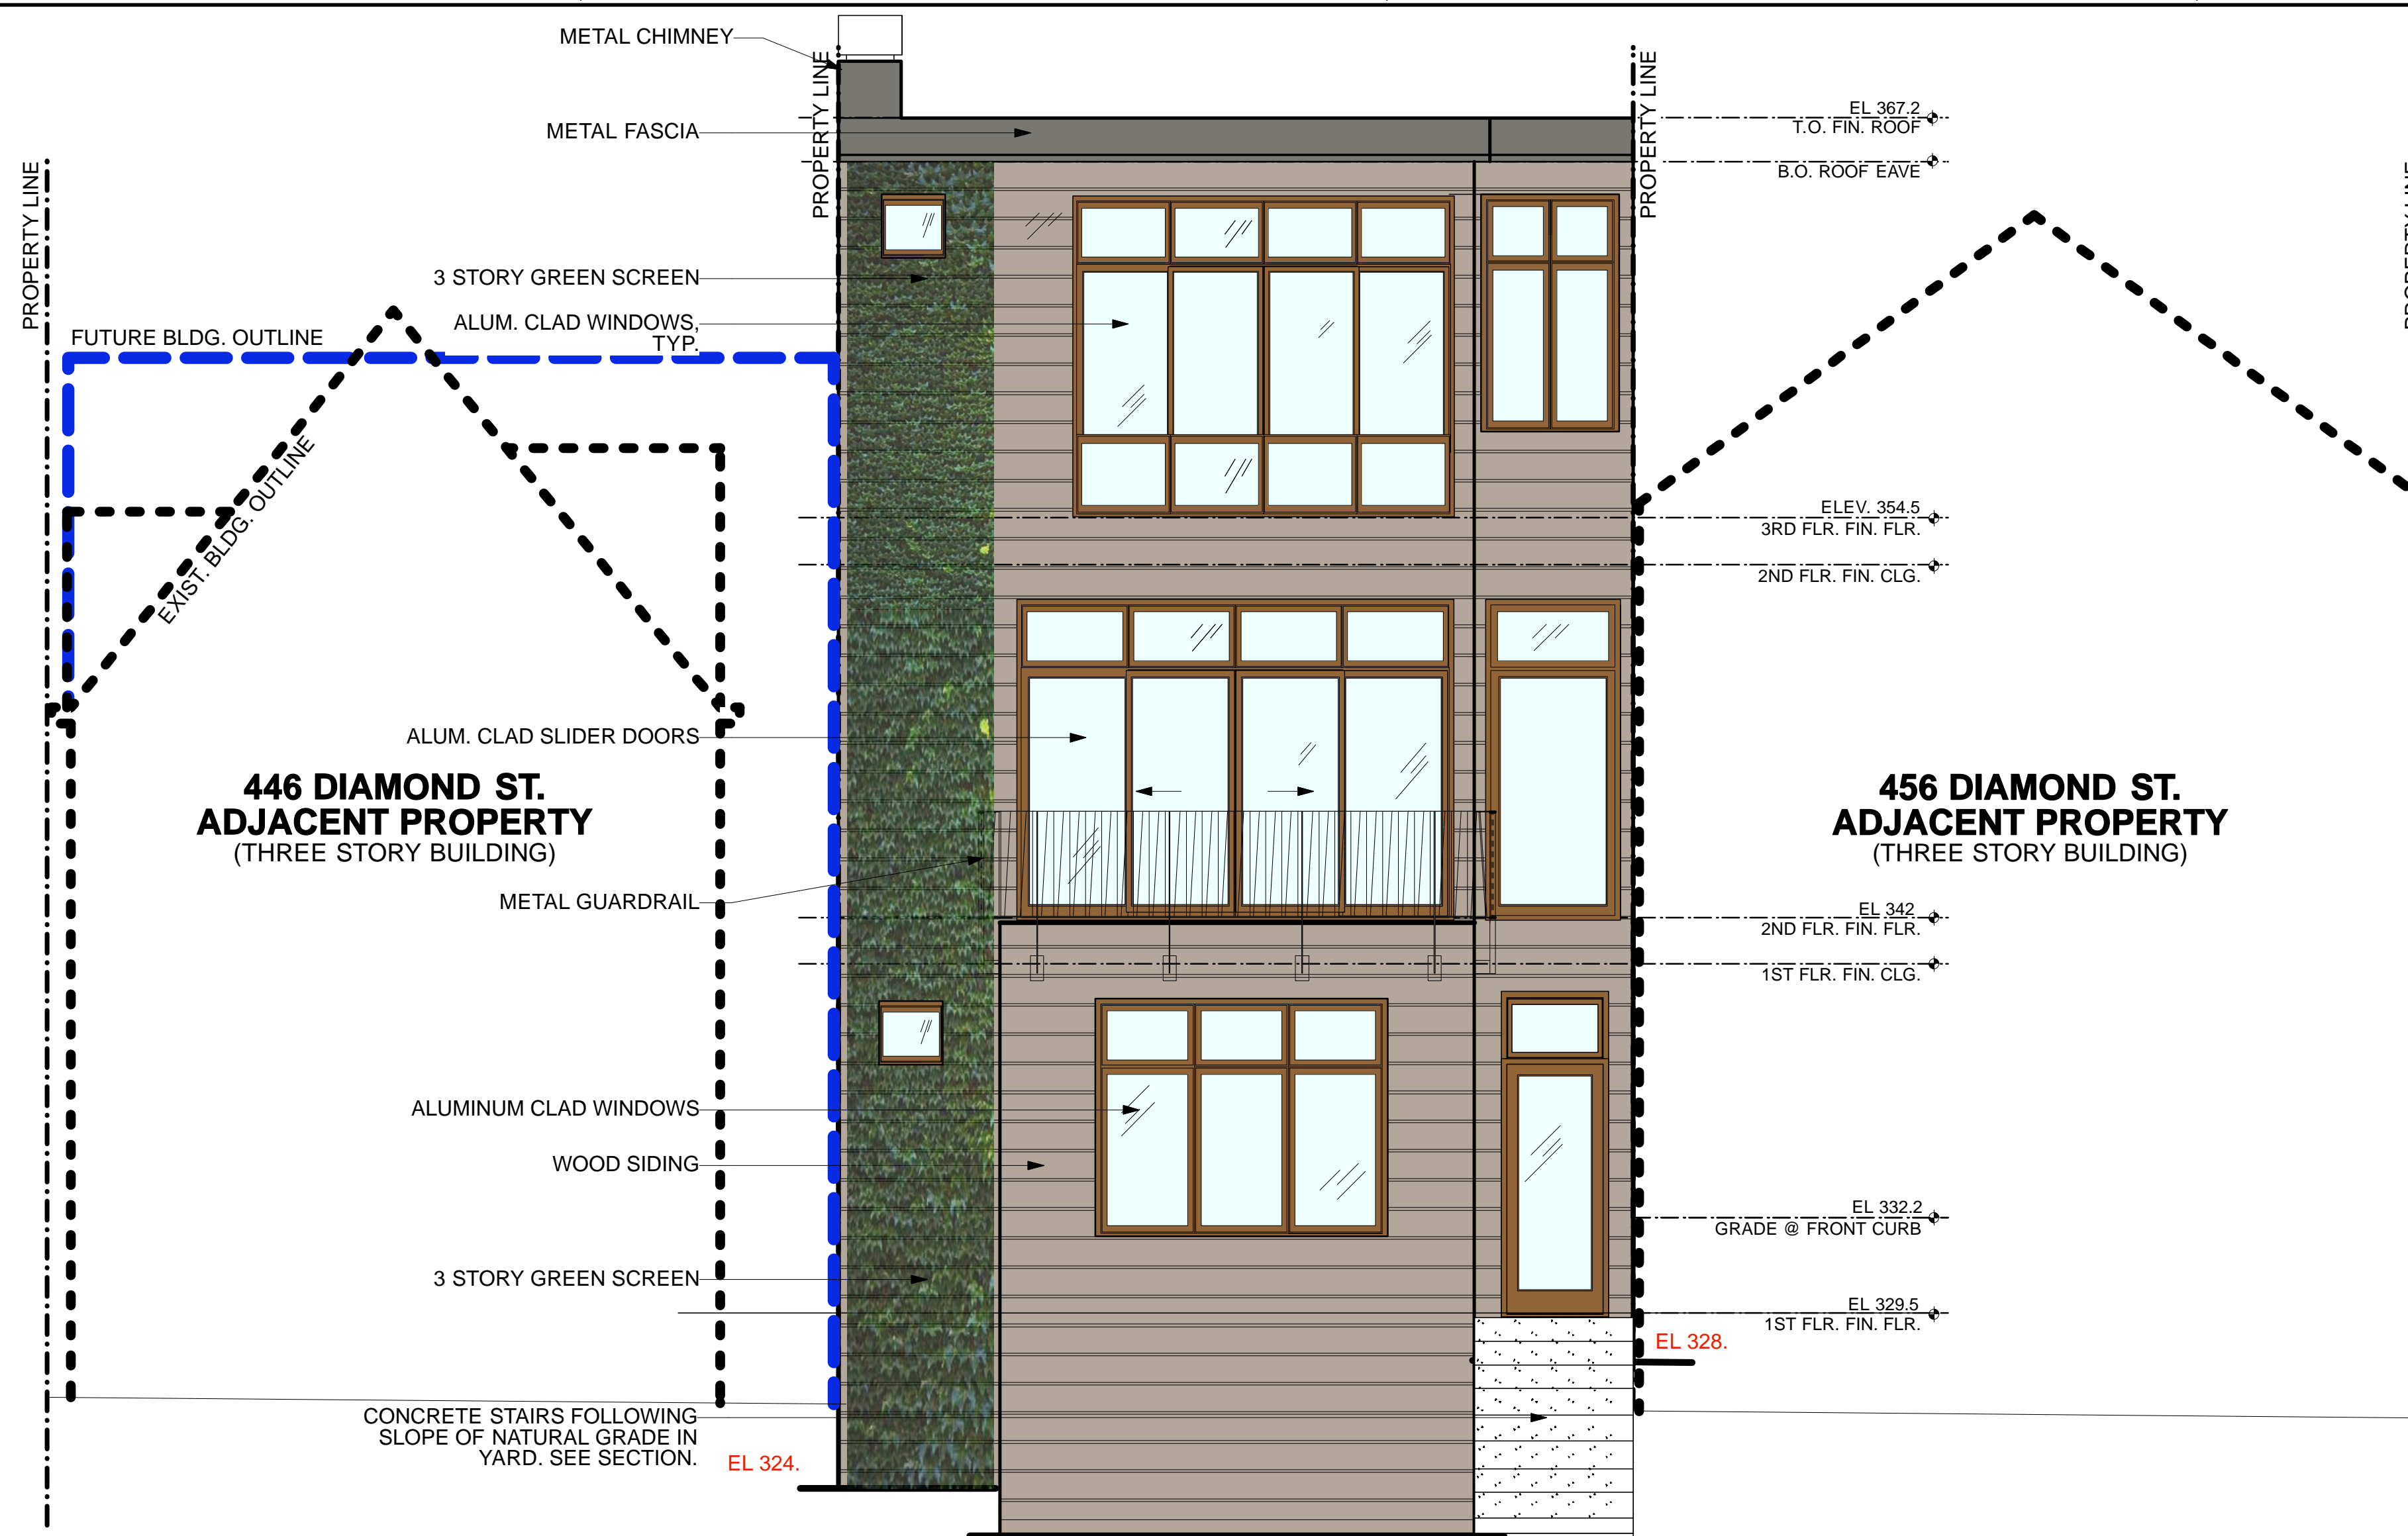 METAL CHIMNEY
PROPERTY LINE
PROPERTY LINE
EL 367.2
T.O. FIN. ROOF
METAL FASCIA
B.O. ROOF EAVE
PROPERTY LINE
PROPERTY LINE
3 STORY GREEN SCREEN
FUTURE BLDG. OUTLINE
ALUM. CLAD WINDOWS,
TYP.
EXIST. BLDG. OUTLINE
ELEV. 354.5
3RD FLR. FIN. FLR.
2ND FLR. FIN. CLG.
ALUM. CLAD SLIDER DOORS
446 DIAMOND ST.
ADJACENT PROPERTY
(THREE STORY BUILDING)
456 DIAMOND ST.
ADJACENT PROPERTY
(THREE STORY BUILDING)
METAL GUARDRAIL
EL 342
2ND FLR. FIN. FLR.
1ST FLR. FIN. CLG.
ALUMINUM CLAD WINDOWS
WOOD SIDING
EL 332.2
GRADE @ FRONT CURB
3 STORY GREEN SCREEN
EL 329.5
1ST FLR. FIN. FLR.
EL 328.
CONCRETE STAIRS FOLLOWING
SLOPE OF NATURAL GRADE IN
YARD. SEE SECTION.
EL 324.